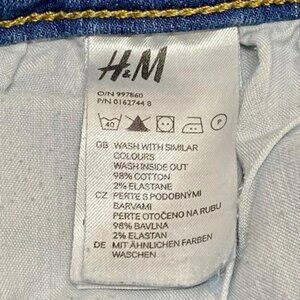 H&M
O/N 997860
P/N 0162744 8
40 P
GB WASH WITH SIMILAR
COLOURS
WASH INSIDE OUT
98% COTTON
2% ELASTANE
CZ PERTE S PODOBNÝMI
BARVAMI
PERTE OTOČENO NA RUBU
98% BAVLNA
2% ELASTAN
DE MIT ÄHNLICHEN FARBEN
WASCHEN